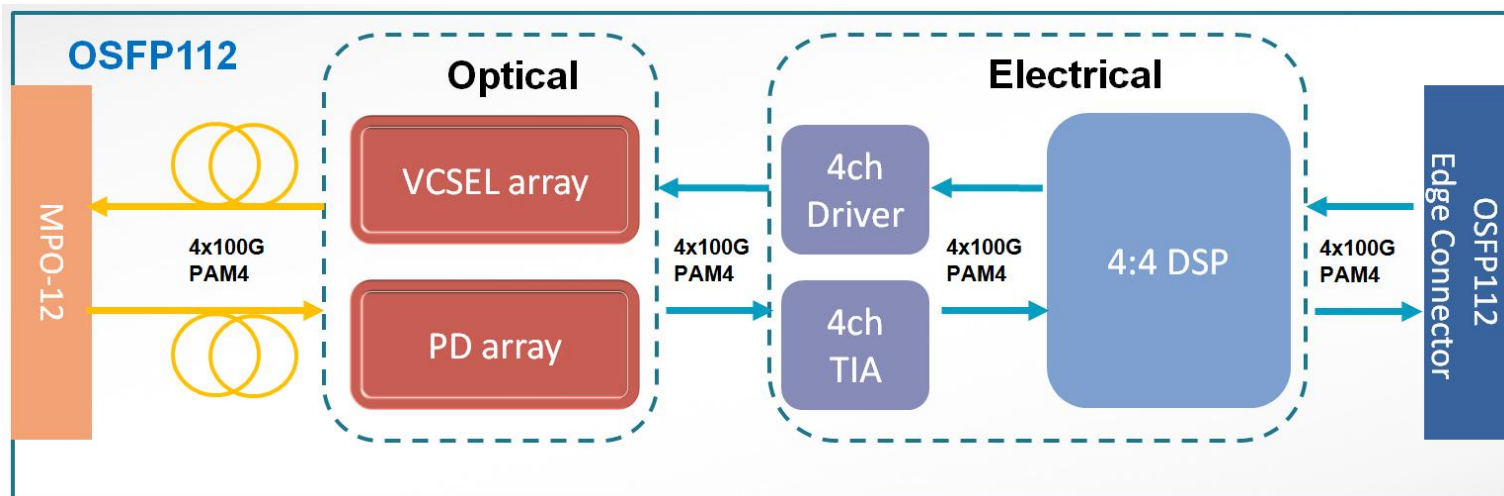 OSFP112
Optical
Electrical
MPO-12
4x100G
PAM4
VCSEL array
PD array
4x100G
PAM4
4ch
Driver
4ch
TIA
4x100G
PAM4
4:4 DSP
4x100G
PAM4
OSFP112
Edge Connector